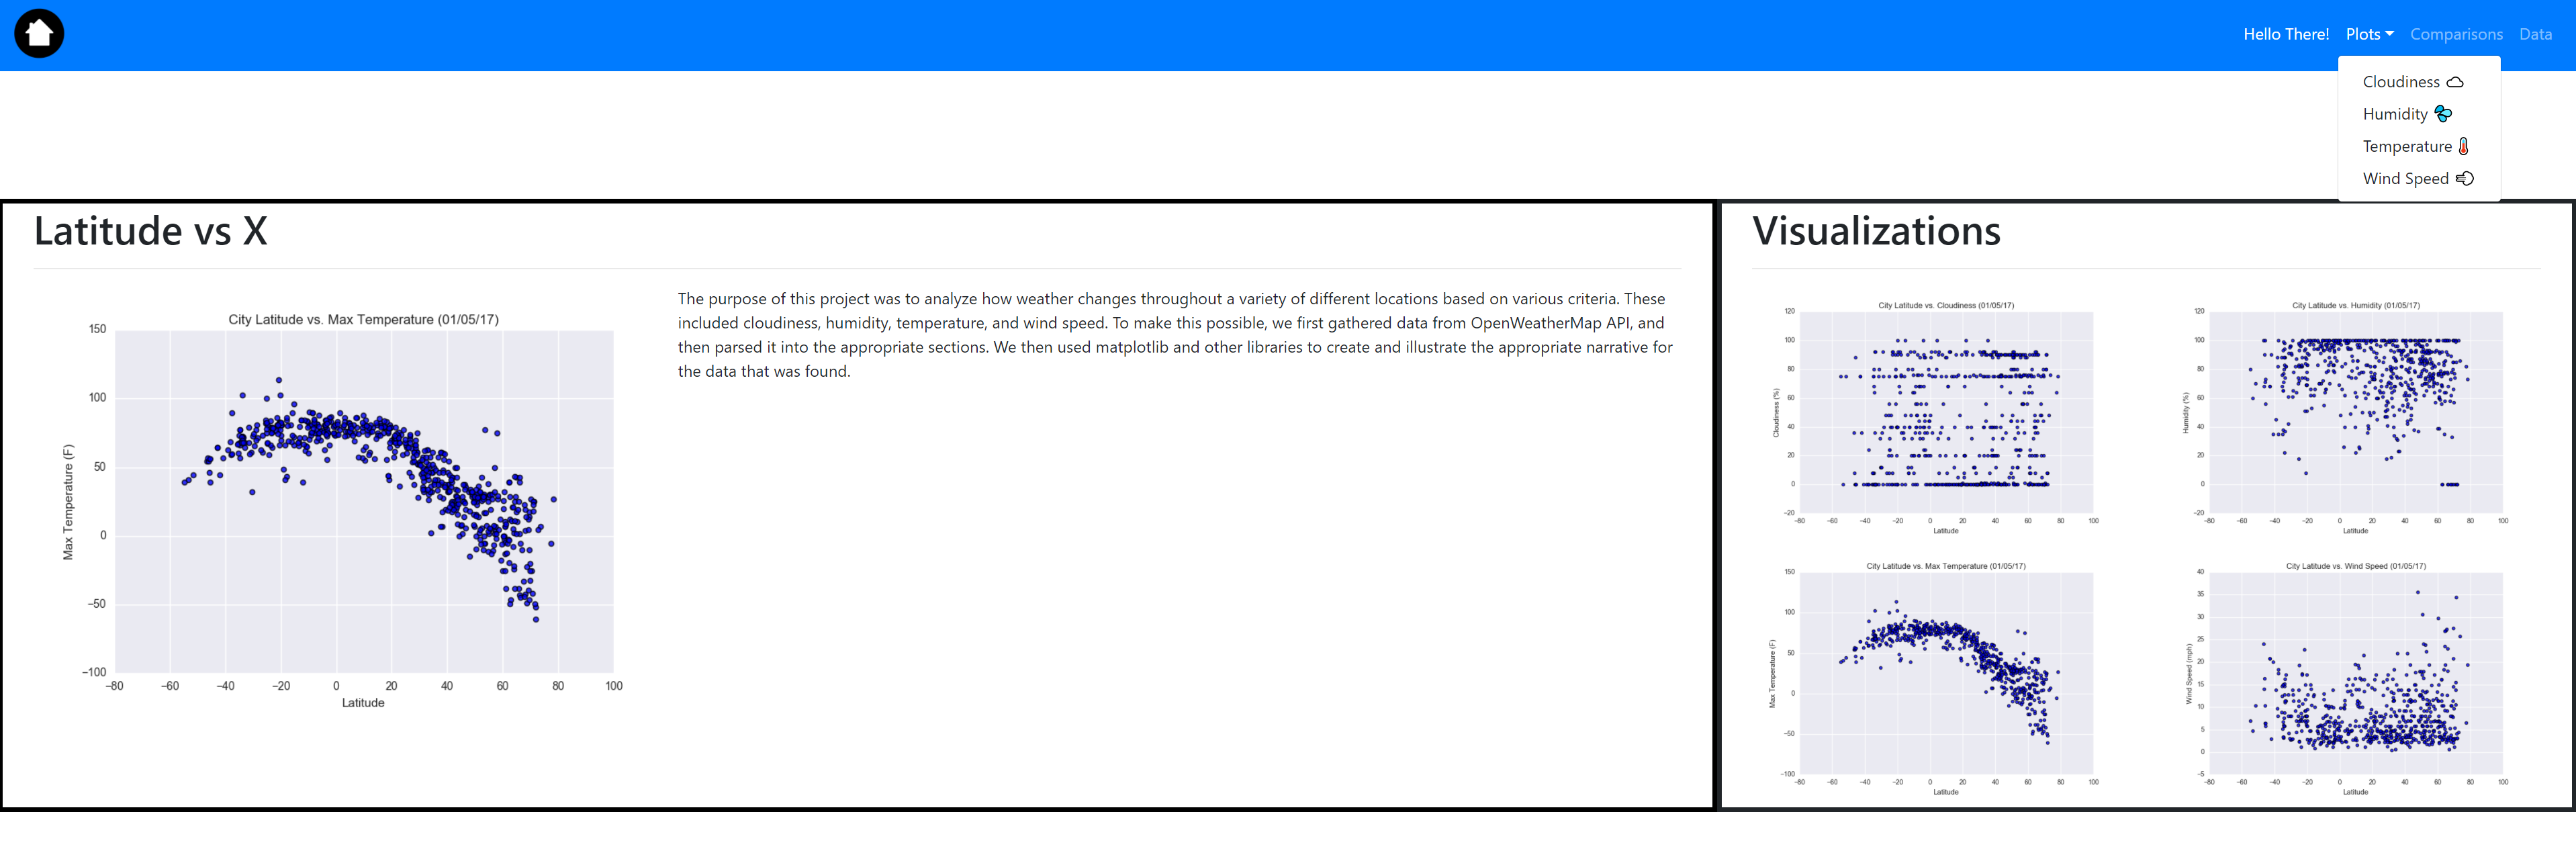 Hello There! Plots Comparisons Data
Cloudiness
Humidity
Temperature
Wind Speed
Latitude vs X
City Latitude vs. Max Temperature (01/05/17)
150
100
50
0
−50
−100
Max Temperature (F)
−80 −60 −40 −20 0 20 40 60 80 100
Latitude
The purpose of this project was to analyze how weather changes throughout a variety of different locations based on various criteria. These
included cloudiness, humidity, temperature, and wind speed. To make this possible, we first gathered data from OpenWeatherMap API, and
then parsed it into the appropriate sections. We then used matplotlib and other libraries to create and illustrate the appropriate narrative for
the data that was found.
Visualizations
City Latitude vs. Cloudiness (01/05/17)
120
100
80
60
40
20
0
−20
Cloudiness (%)
−80 −60 −40 −20 0 20 40 60 80 100
Latitude
City Latitude vs. Humidity (01/05/17)
120
100
80
60
40
20
0
−20
Humidity (%)
−80 −60 −40 −20 0 20 40 60 80 100
Latitude
City Latitude vs. Max Temperature (01/05/17)
150
100
50
0
−50
−100
Max Temperature (F)
−80 −60 −40 −20 0 20 40 60 80 100
Latitude
City Latitude vs. Wind Speed (01/05/17)
40
35
30
25
20
15
10
5
0
−5
Wind Speed (mph)
−80 −60 −40 −20 0 20 40 60 80 100
Latitude